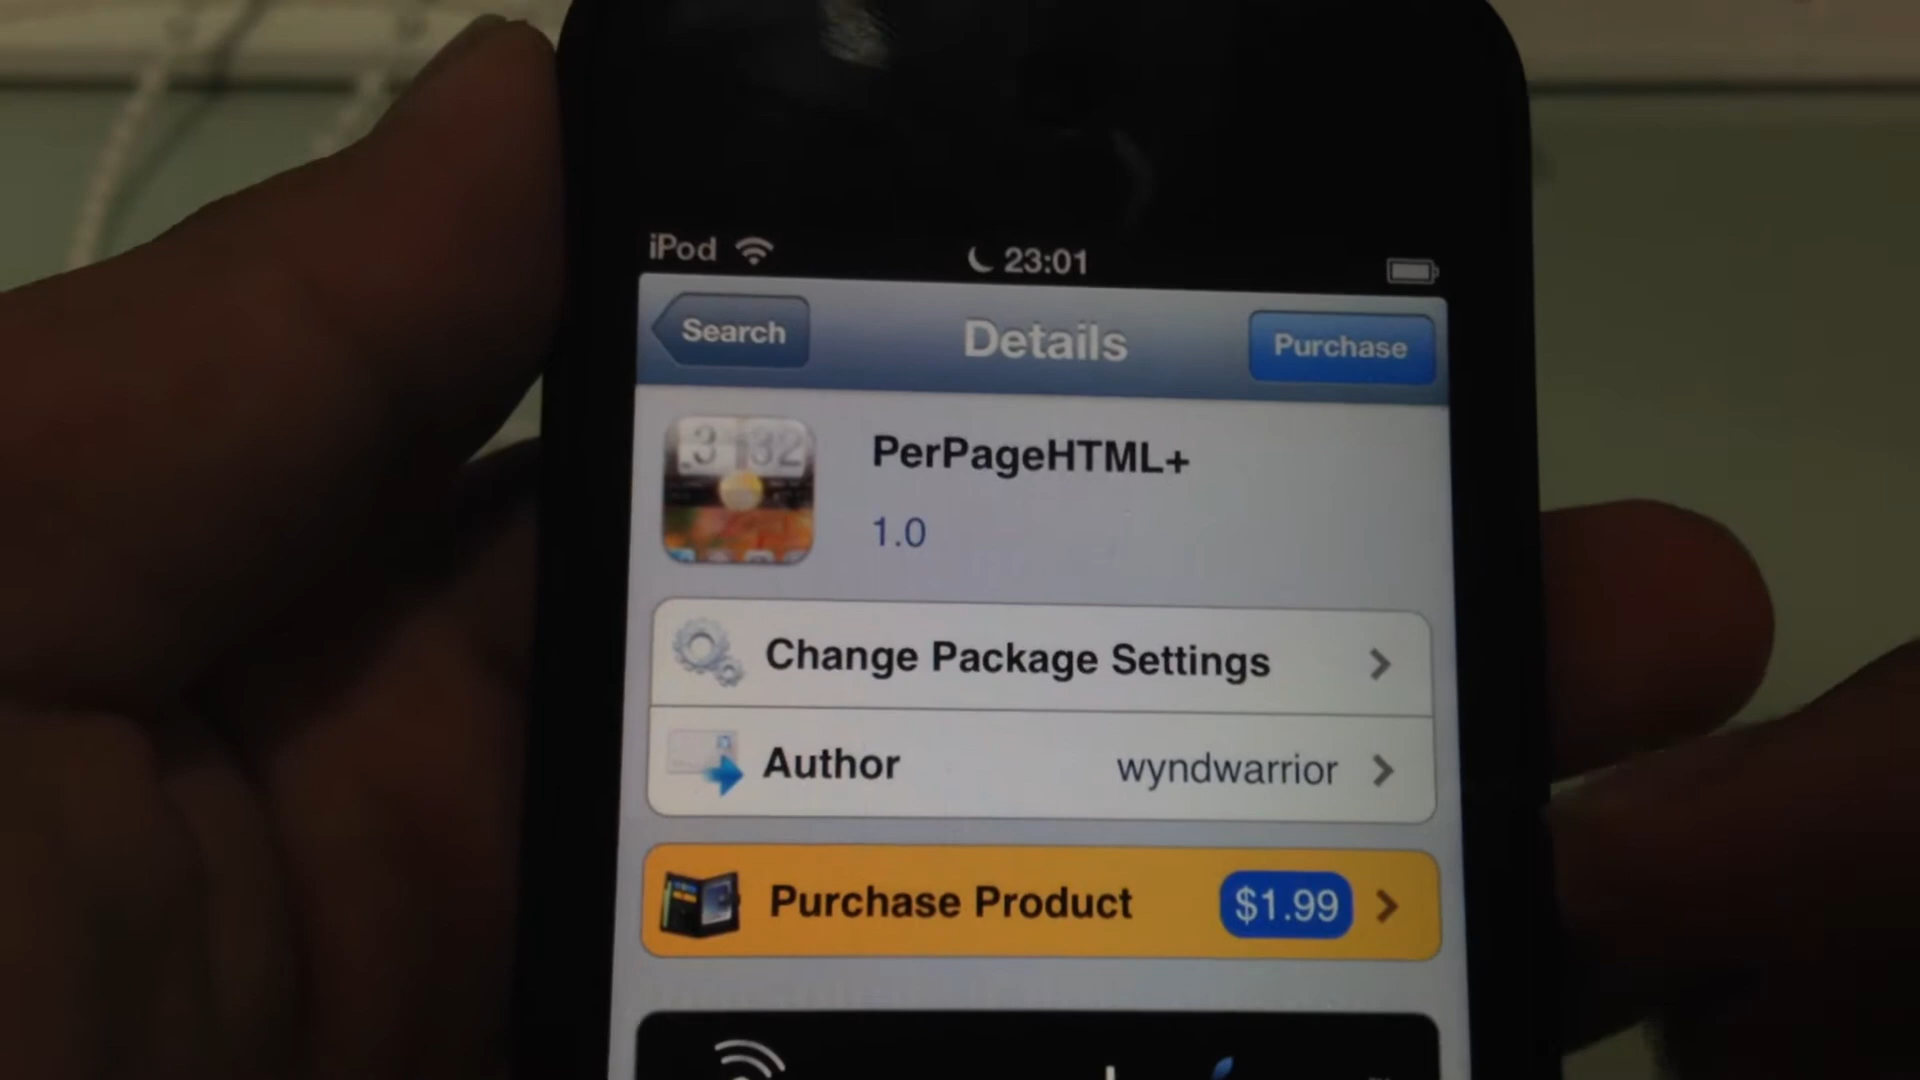 iPod 23:01
Search Details Purchase
PerPageHTML+
1.0
Change Package Settings
Author wyndwarrior
Purchase Product $1.99